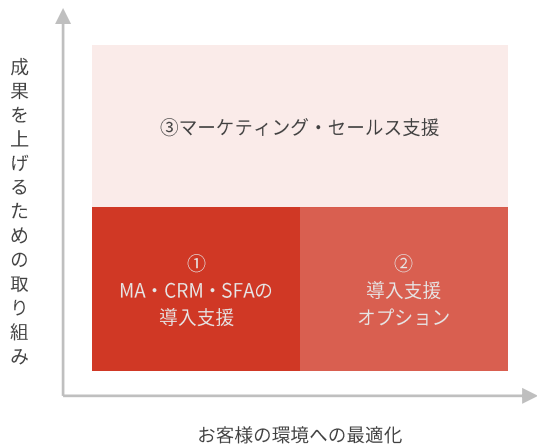 成果を上げるための取り組み
③マーケティング・セールス支援
①
MA・CRM・SFAの
導入支援
②
導入支援
オプション
お客様の環境への最適化